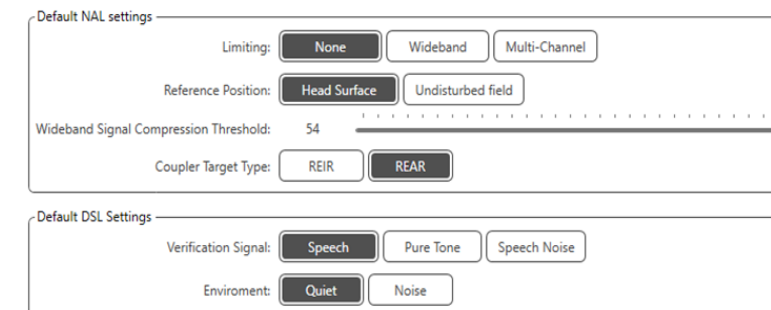 Default NAL settings
Limiting: None Wideband Multi-Channel
Reference Position: Head Surface Undisturbed field
Wideband Signal Compression Threshold: 54
Coupler Target Type: REIR REAR
Default DSL Settings
Verification Signal: Speech Pure Tone Speech Noise
Enviroment: Quiet Noise